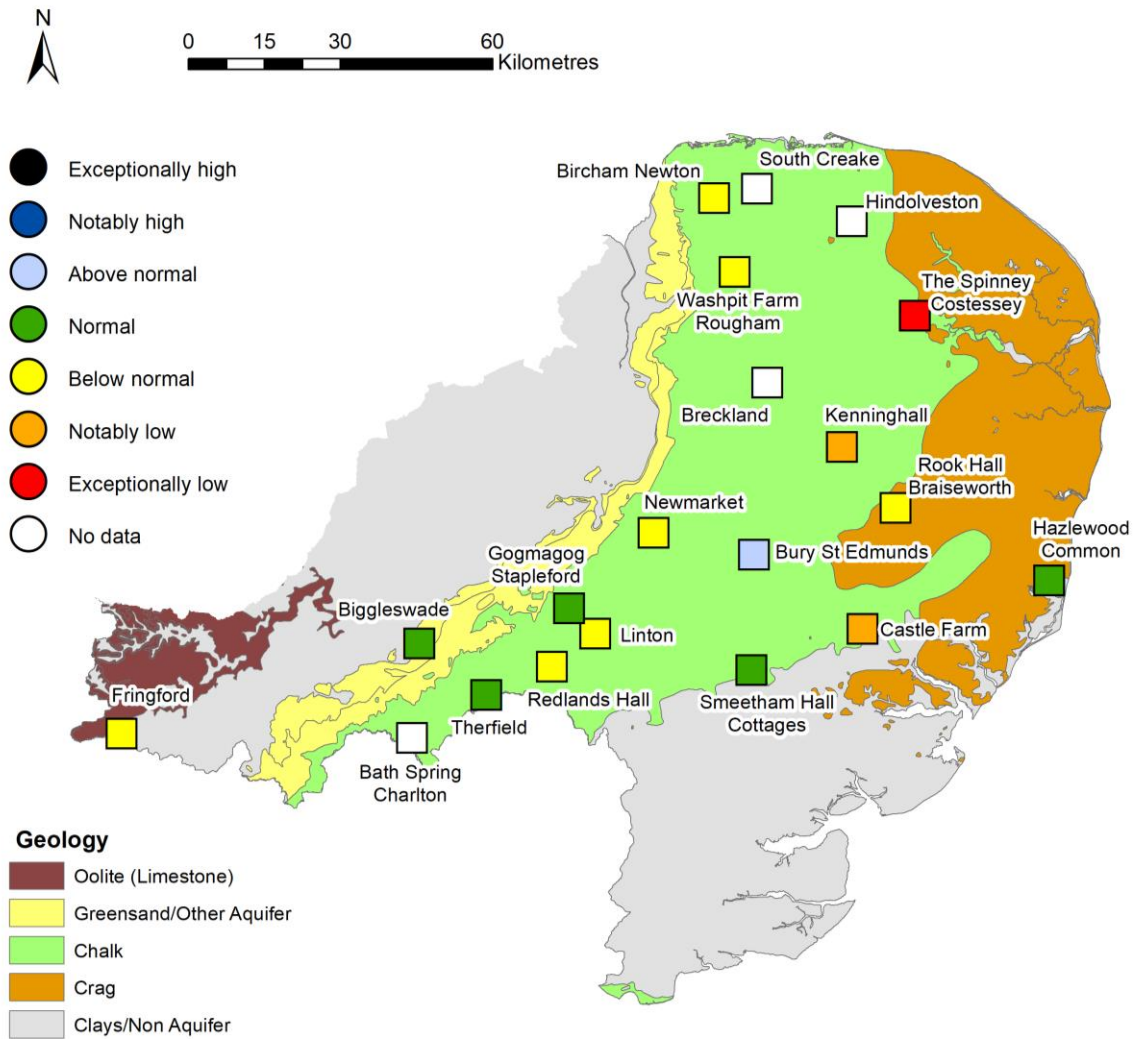 N
0 15 30 60
Kilometres
Exceptionally high
Notably high
Above normal
Normal
Below normal
Notably low
Exceptionally low
No data
South Creake
Bircham Newton
Hindolveston
The Spinney
Costessey
Washpit Farm
Rougham
Breckland
Kenninghall
Rook Hall
Braiseworth
Newmarket
Hazlewood
Common
Gogmagog
Stapleford
Bury St Edmunds
Biggleswade
Linton
Castle Farm
Fringford
Redlands Hall
Smeetham Hall
Cottages
Therfield
Bath Spring
Charlton
Geology
Oolite (Limestone)
Greensand/Other Aquifer
Chalk
Crag
Clays/Non Aquifer